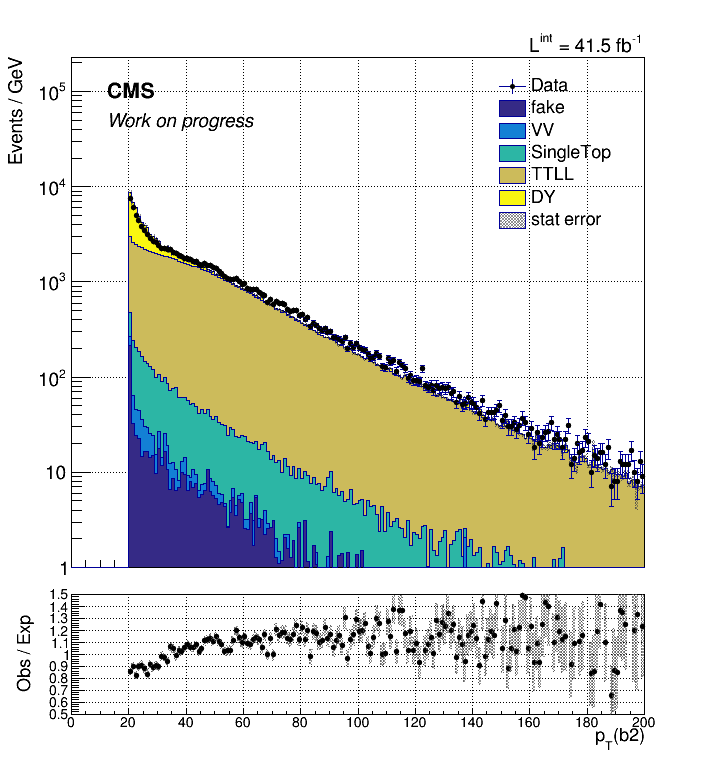 L^int = 41.5 fb^-1
Events / GeV
CMS
Work on progress
Data
fake
VV
SingleTop
TTLL
DY
stat error
10^5
10^4
10^3
10^2
10
1
Obs / Exp
1.5
1.4
1.3
1.2
1.1
1
0.9
0.8
0.7
0.6
0.5
0 20 40 60 80 100 120 140 160 180 200
p_T(b2)